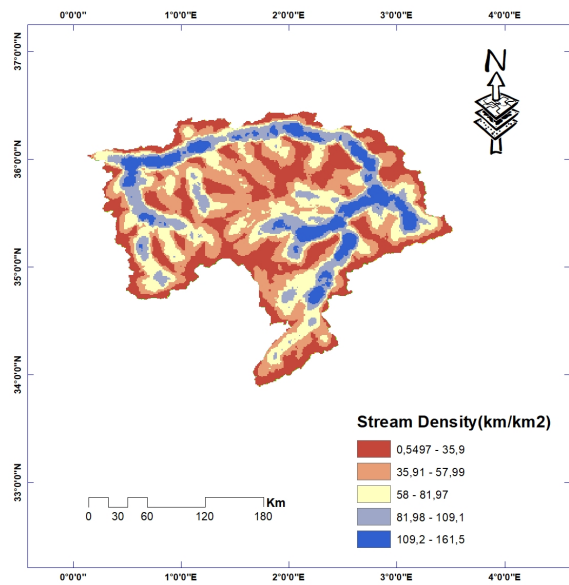 0°0'0" 1°0'0"E 2°0'0"E 3°0'0"E 4°0'0"E
37°0'0"N
36°0'0"N
35°0'0"N
34°0'0"N
33°0'0"N
N
Stream Density(km/km2)
0,5497 - 35,9
35,91 - 57,99
58 - 81,97
81,98 - 109,1
109,2 - 161,5
Km
0 30 60 120 180
0°0'0" 1°0'0"E 2°0'0"E 3°0'0"E 4°0'0"E